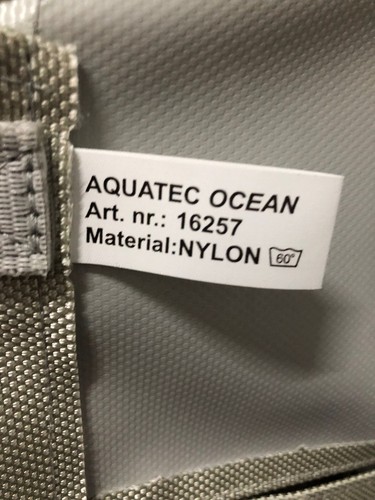 AQUATEC OCEAN
Art. nr.: 16257
Material:NYLON 60°